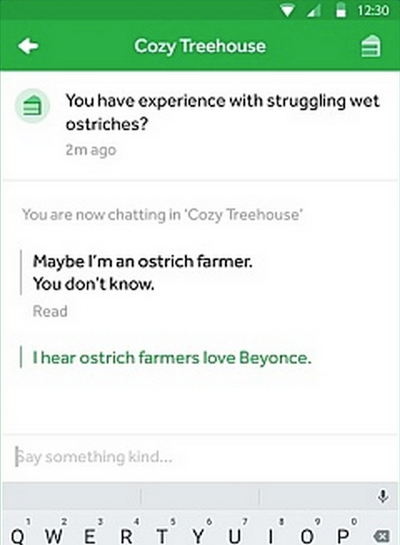 12:30
Cozy Treehouse
You have experience with struggling wet
ostriches?
2m ago
You are now chatting in 'Cozy Treehouse'
Maybe I'm an ostrich farmer.
You don't know.
Read
I hear ostrich farmers love Beyonce.
Say something kind...
1 2 3 4 5 6 7 8 9 0
Q W E R T Y U I O P